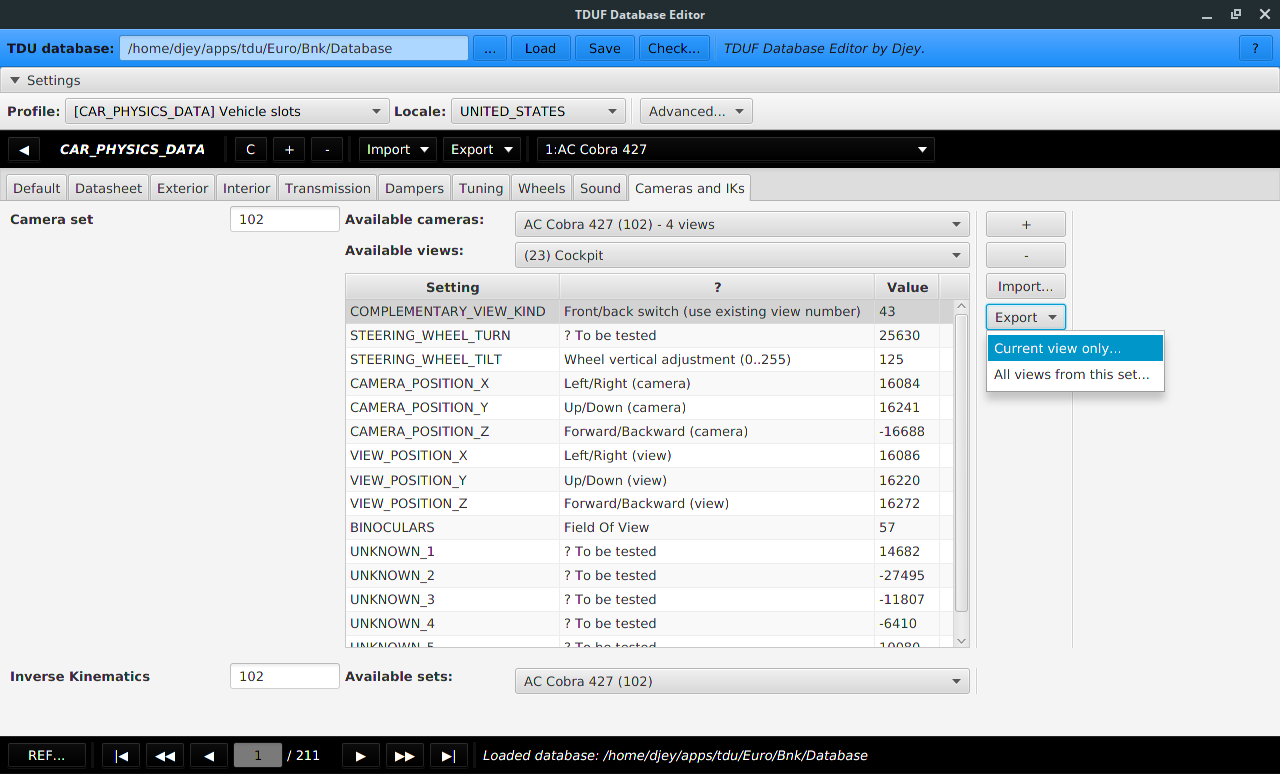 TDUF Database Editor
TDU database: /home/djey/apps/tdu/Euro/Bnk/Database ... Load Save Check... TDUF Database Editor by Djey. ?
Settings
Profile: [CAR_PHYSICS_DATA] Vehicle slots Locale: UNITED_STATES Advanced...
CAR_PHYSICS_DATA C + - Import Export 1:AC Cobra 427
Default Datasheet Exterior Interior Transmission Dampers Tuning Wheels Sound Cameras and IKs
Camera set 102 Available cameras: AC Cobra 427 (102) - 4 views +
Available views: (23) Cockpit -
Setting ? Value Import...
COMPLEMENTARY_VIEW_KIND Front/back switch (use existing view number) 43 Export
STEERING_WHEEL_TURN ? To be tested 25630
Current view only...
STEERING_WHEEL_TILT Wheel vertical adjustment (0..255) 125
All views from this set...
CAMERA_POSITION_X Left/Right (camera) 16084
CAMERA_POSITION_Y Up/Down (camera) 16241
CAMERA_POSITION_Z Forward/Backward (camera) -16688
VIEW_POSITION_X Left/Right (view) 16086
VIEW_POSITION_Y Up/Down (view) 16220
VIEW_POSITION_Z Forward/Backward (view) 16272
BINOCULARS Field Of View 57
UNKNOWN_1 ? To be tested 14682
UNKNOWN_2 ? To be tested -27495
UNKNOWN_3 ? To be tested -11807
UNKNOWN_4 ? To be tested -6410
UNKNOWN_5 ? To be tested 10080
Inverse Kinematics 102 Available sets: AC Cobra 427 (102)
REF... 1 / 211 Loaded database: /home/djey/apps/tdu/Euro/Bnk/Database